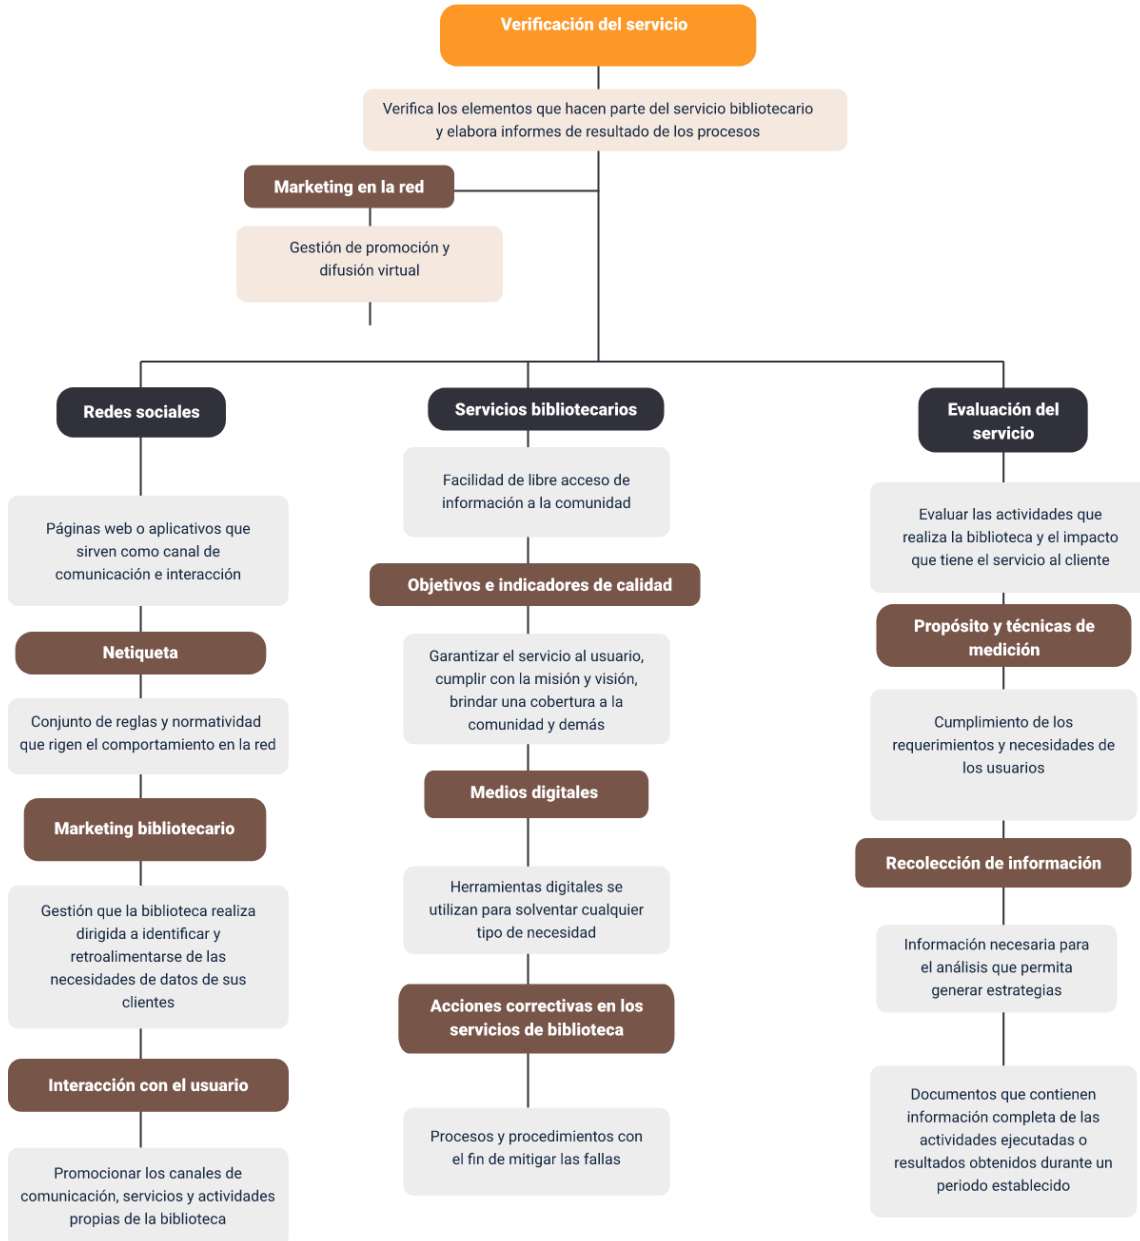 Verificación del servicio
Verifica los elementos que hacen parte del servicio bibliotecario
y elabora informes de resultado de los procesos
Marketing en la red
Gestión de promoción y
difusión virtual
Redes sociales
Páginas web o aplicativos que
sirven como canal de
comunicación e interacción
Netiqueta
Conjunto de reglas y normatividad
que rigen el comportamiento en la red
Marketing bibliotecario
Gestión que la biblioteca realiza
dirigida a identificar y
retroalimentarse de las
necesidades de datos de sus
clientes
Interacción con el usuario
Promocionar los canales de
comunicación, servicios y actividades
propias de la biblioteca
Servicios bibliotecarios
Facilidad de libre acceso de
información a la comunidad
Objetivos e indicadores de calidad
Garantizar el servicio al usuario,
cumplir con la misión y visión,
brindar una cobertura a la
comunidad y demás
Medios digitales
Herramientas digitales se
utilizan para solventar cualquier
tipo de necesidad
Acciones correctivas en los
servicios de biblioteca
Procesos y procedimientos con
el fin de mitigar las fallas
Evaluación del
servicio
Evaluar las actividades que
realiza la biblioteca y el impacto
que tiene el servicio al cliente
Propósito y técnicas de
medición
Cumplimiento de los
requerimientos y necesidades de
los usuarios
Recolección de información
Información necesaria para
el análisis que permita
generar estrategias
Documentos que contienen
información completa de las
actividades ejecutadas o
resultados obtenidos durante un
periodo establecido